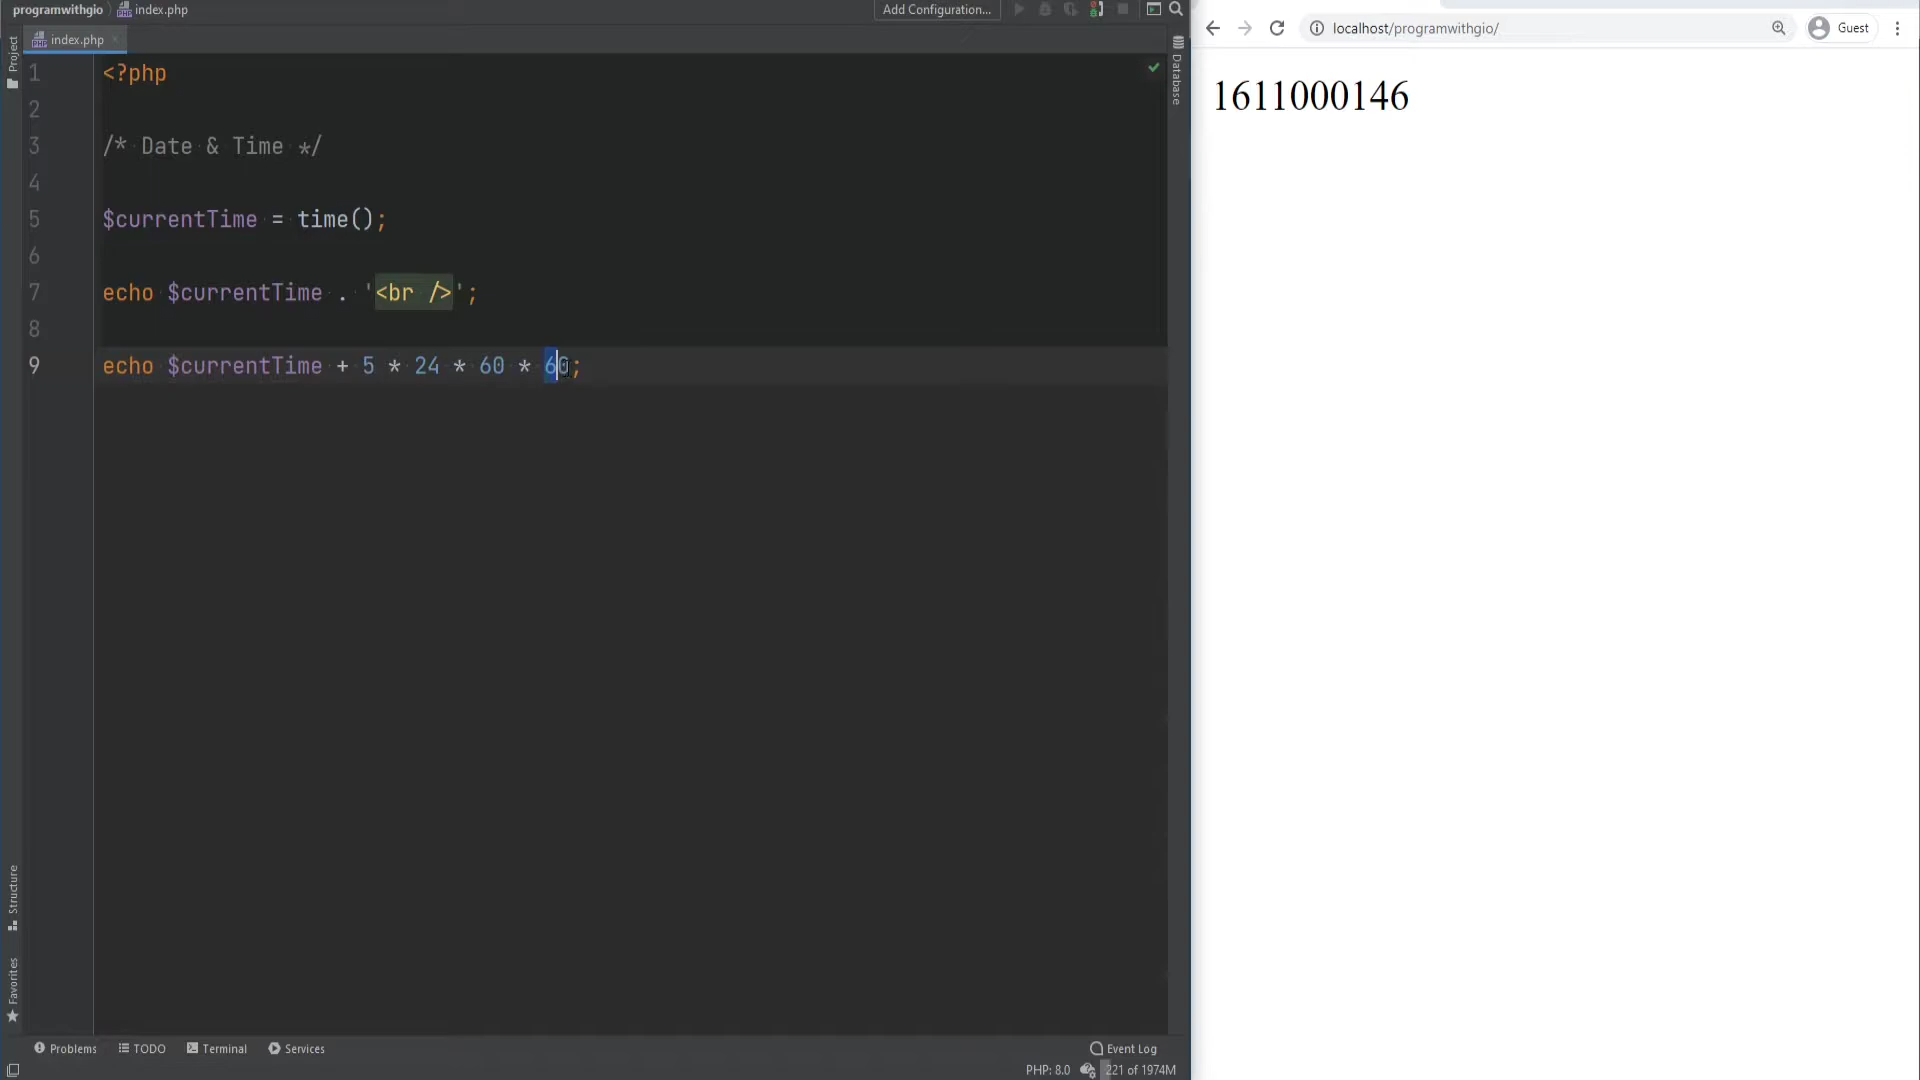 programwithgio index.php
Add Configuration...
index.php
Project
Database
1 <?php
2
3 /* Date & Time */
4
5 $currentTime = time();
6
7 echo $currentTime . '<br />';
8
9 echo $currentTime + 5 * 24 * 60 * 60;
Structure
Favorites
Problems TODO Terminal Services
Event Log
PHP: 8.0 221 of 1974M
localhost/programwithgio/
Guest
1611000146